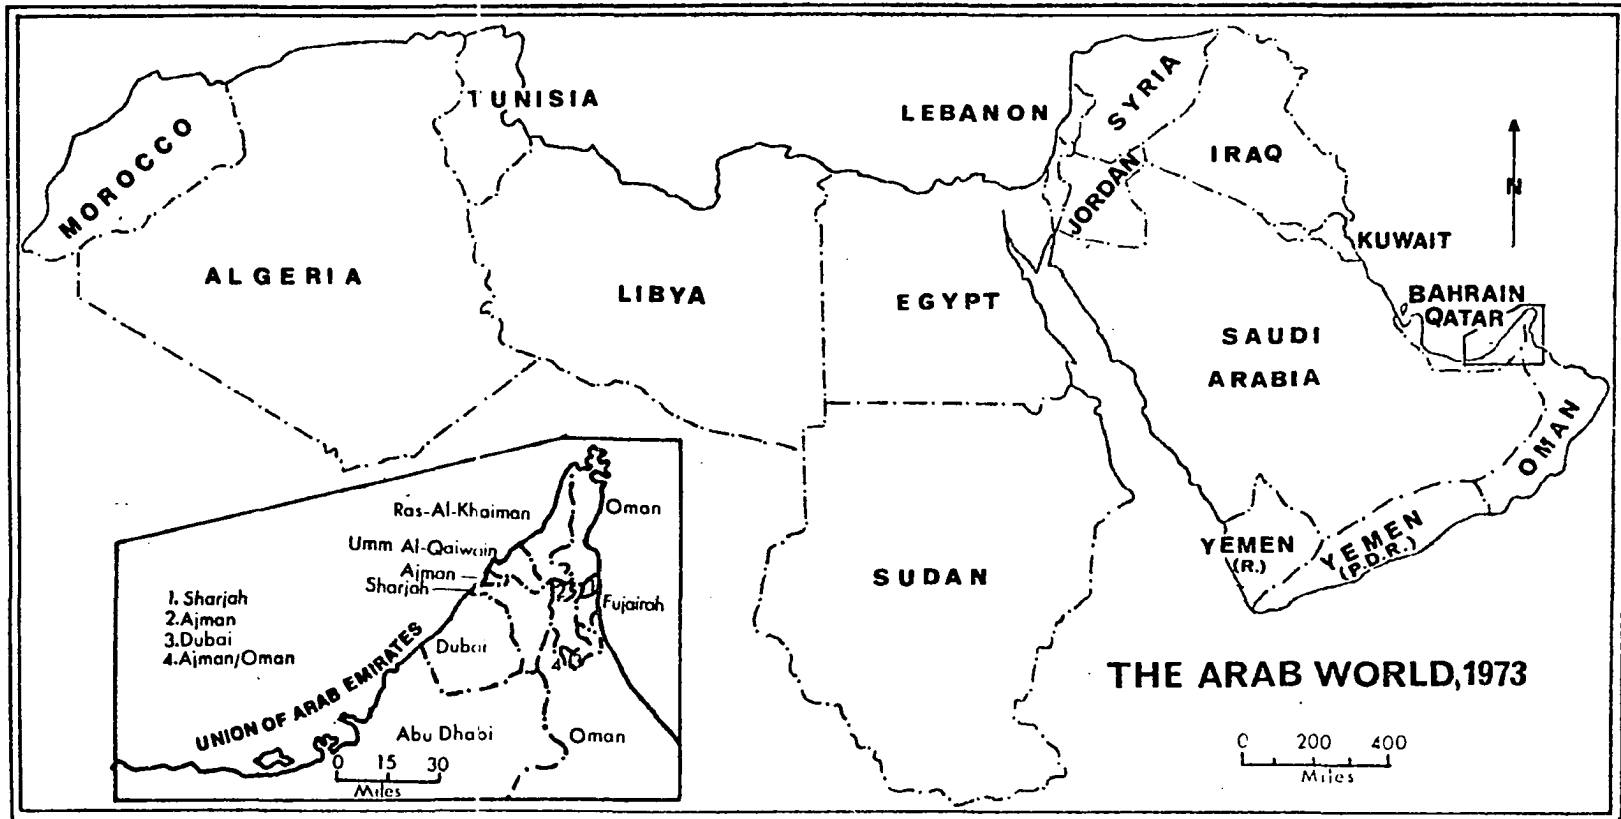 MOROCCO
TUNISIA
ALGERIA
LIBYA
EGYPT
SUDAN
LEBANON
SYRIA
JORDAN
IRAQ
N
KUWAIT
BAHRAIN
QATAR
SAUDI
ARABIA
OMAN
YEMEN
(R.)
YEMEN
(P.D.R.)
Ras-Al-Khaiman
Oman
Umm Al-Qaiwain
Ajman
Sharjah
Fujairah
1. Sharjah
2. Ajman
3. Dubai
4. Ajman/Oman
Dubai
4
UNION OF ARAB EMIRATES
Abu Dhabi
Oman
0 15 30
Miles
THE ARAB WORLD, 1973
0 200 400
Miles